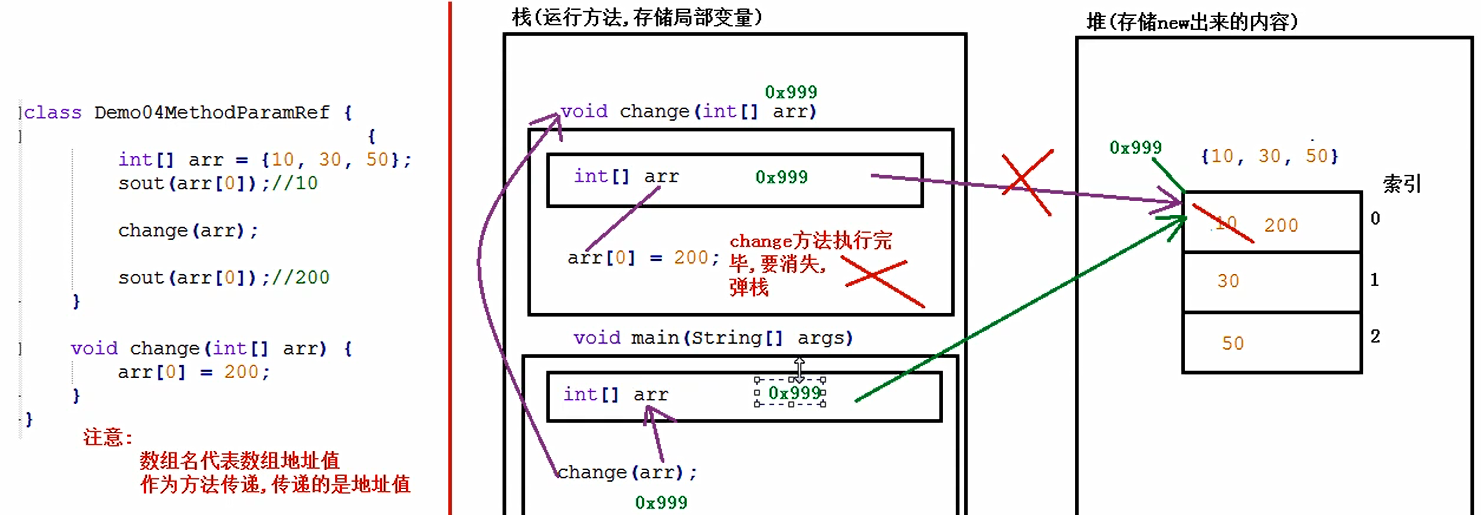 class Demo04MethodParamRef {
{
int[] arr = {10, 30, 50};
sout(arr[0]);//10
change(arr);
sout(arr[0]);//200
}
void change(int[] arr) {
arr[0] = 200;
}
}
注意:
数组名代表数组地址值
作为方法传递,传递的是地址值
栈(运行方法,存储局部变量)
0x999
void change(int[] arr)
int[] arr 0x999
arr[0] = 200;
change方法执行完
毕,要消失,
弹栈
void main(String[] args)
int[] arr 0x999
change(arr);
0x999
堆(存储new出来的内容)
0x999
{10, 30, 50}
索引
10 200 0
30 1
50 2